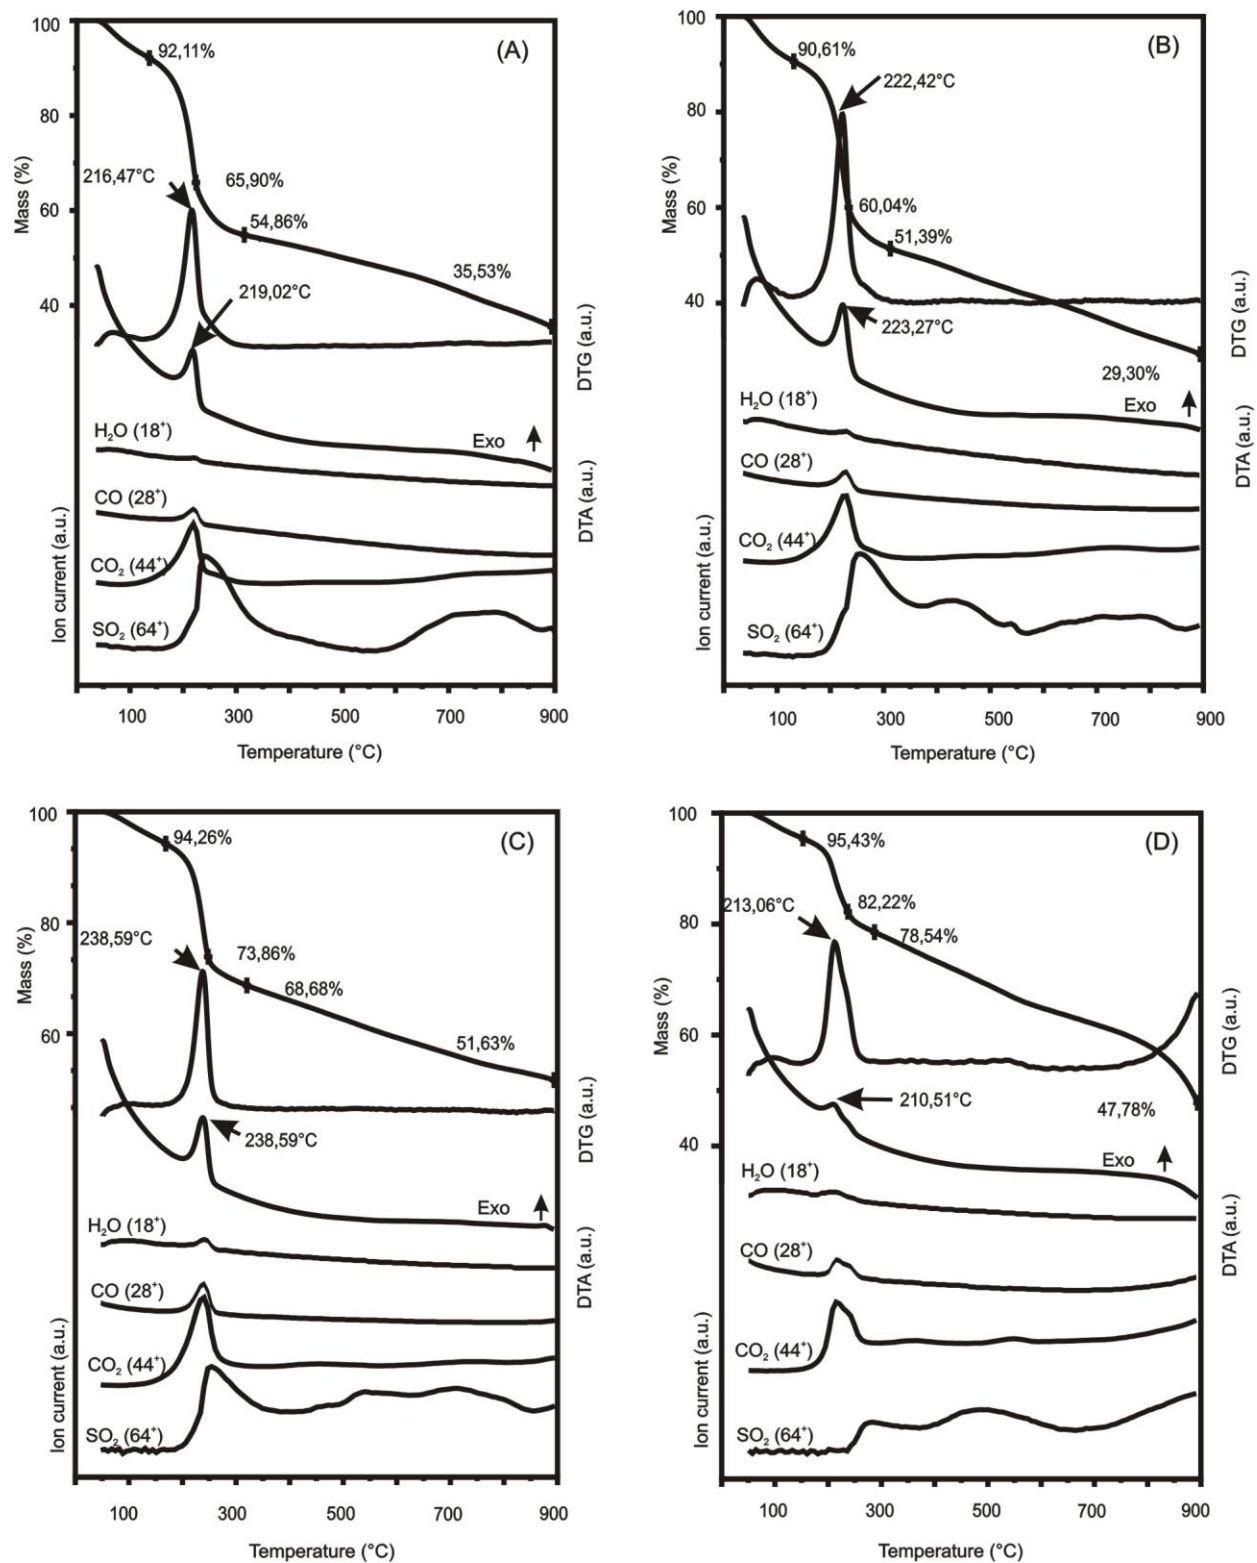 (A)
100
92,11%
80
Mass (%)
216,47°C
65,90%
60
54,86%
35,53%
219,02°C
40
DTG (a.u.)
H₂O (18⁺)
Exo
CO (28⁺)
DTA (a.u.)
Ion current (a.u.)
CO₂ (44⁺)
SO₂ (64⁺)
100 300 500 700 900
Temperature (°C)
(B)
100
90,61%
222,42°C
80
Mass (%)
60
60,04%
51,39%
40
223,27°C
DTG (a.u.)
29,30%
H₂O (18⁺)
Exo
DTA (a.u.)
CO (28⁺)
Ion current (a.u.)
CO₂ (44⁺)
SO₂ (64⁺)
100 300 500 700 900
Temperature (°C)
(C)
100
94,26%
80
238,59°C
Mass (%)
73,86%
68,68%
60
51,63%
238,59°C
DTG (a.u.)
H₂O (18⁺)
Exo
CO (28⁺)
DTA (a.u.)
Ion current (a.u.)
CO₂ (44⁺)
SO₂ (64⁺)
100 300 500 700 900
Temperature (°C)
(D)
100
95,43%
213,06°C
82,22%
80
78,54%
Mass (%)
60
DTG (a.u.)
210,51°C
47,78%
40
H₂O (18⁺)
Exo
CO (28⁺)
DTA (a.u.)
Ion current (a.u.)
CO₂ (44⁺)
SO₂ (64⁺)
100 300 500 700 900
Temperature (°C)